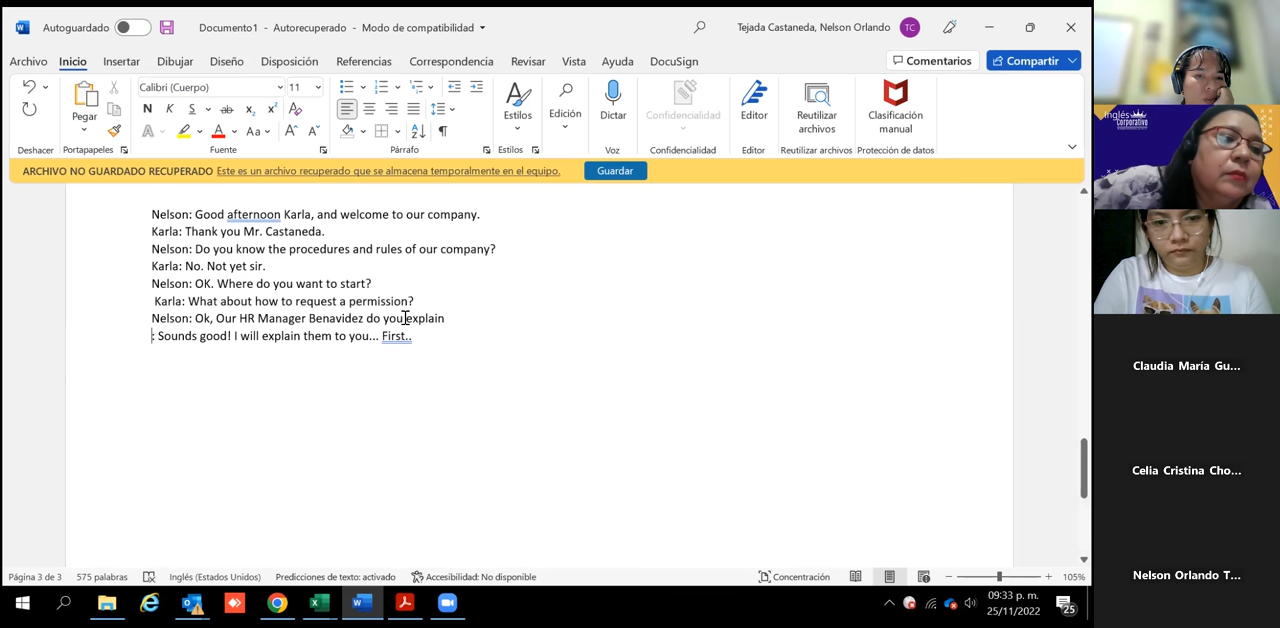 Autoguardado
Documento1 - Autorecuperado - Modo de compatibilidad
Tejada Castaneda, Nelson Orlando
TC
Archivo Inicio Insertar Dibujar Diseño Disposición Referencias Correspondencia Revisar Vista Ayuda DocuSign
Comentarios
Compartir
Calibri (Cuerpo) 11
Pegar
Estilos
Edición
Dictar
Confidencialidad
Editor
Reutilizar archivos
Clasificación manual
Deshacer Portapapeles Fuente Párrafo Estilos Voz Confidencialidad Editor Reutilizar archivos Protección de datos
ARCHIVO NO GUARDADO RECUPERADO Este es un archivo recuperado que se almacena temporalmente en el equipo. Guardar
Nelson: Good afternoon Karla, and welcome to our company.
Karla: Thank you Mr. Castaneda.
Nelson: Do you know the procedures and rules of our company?
Karla: No. Not yet sir.
Nelson: OK. Where do you want to start?
Karla: What about how to request a permission?
Nelson: Ok, Our HR Manager Benavidez do you explain
: Sounds good! I will explain them to you... First..
Página 3 de 3 575 palabras Inglés (Estados Unidos) Predicciones de texto: activado Accesibilidad: No disponible Concentración 105%
09:33 p. m.
25/11/2022
25
Inglés
Corporativo
Claudia María Gu...
Celia Cristina Cho...
Nelson Orlando T...